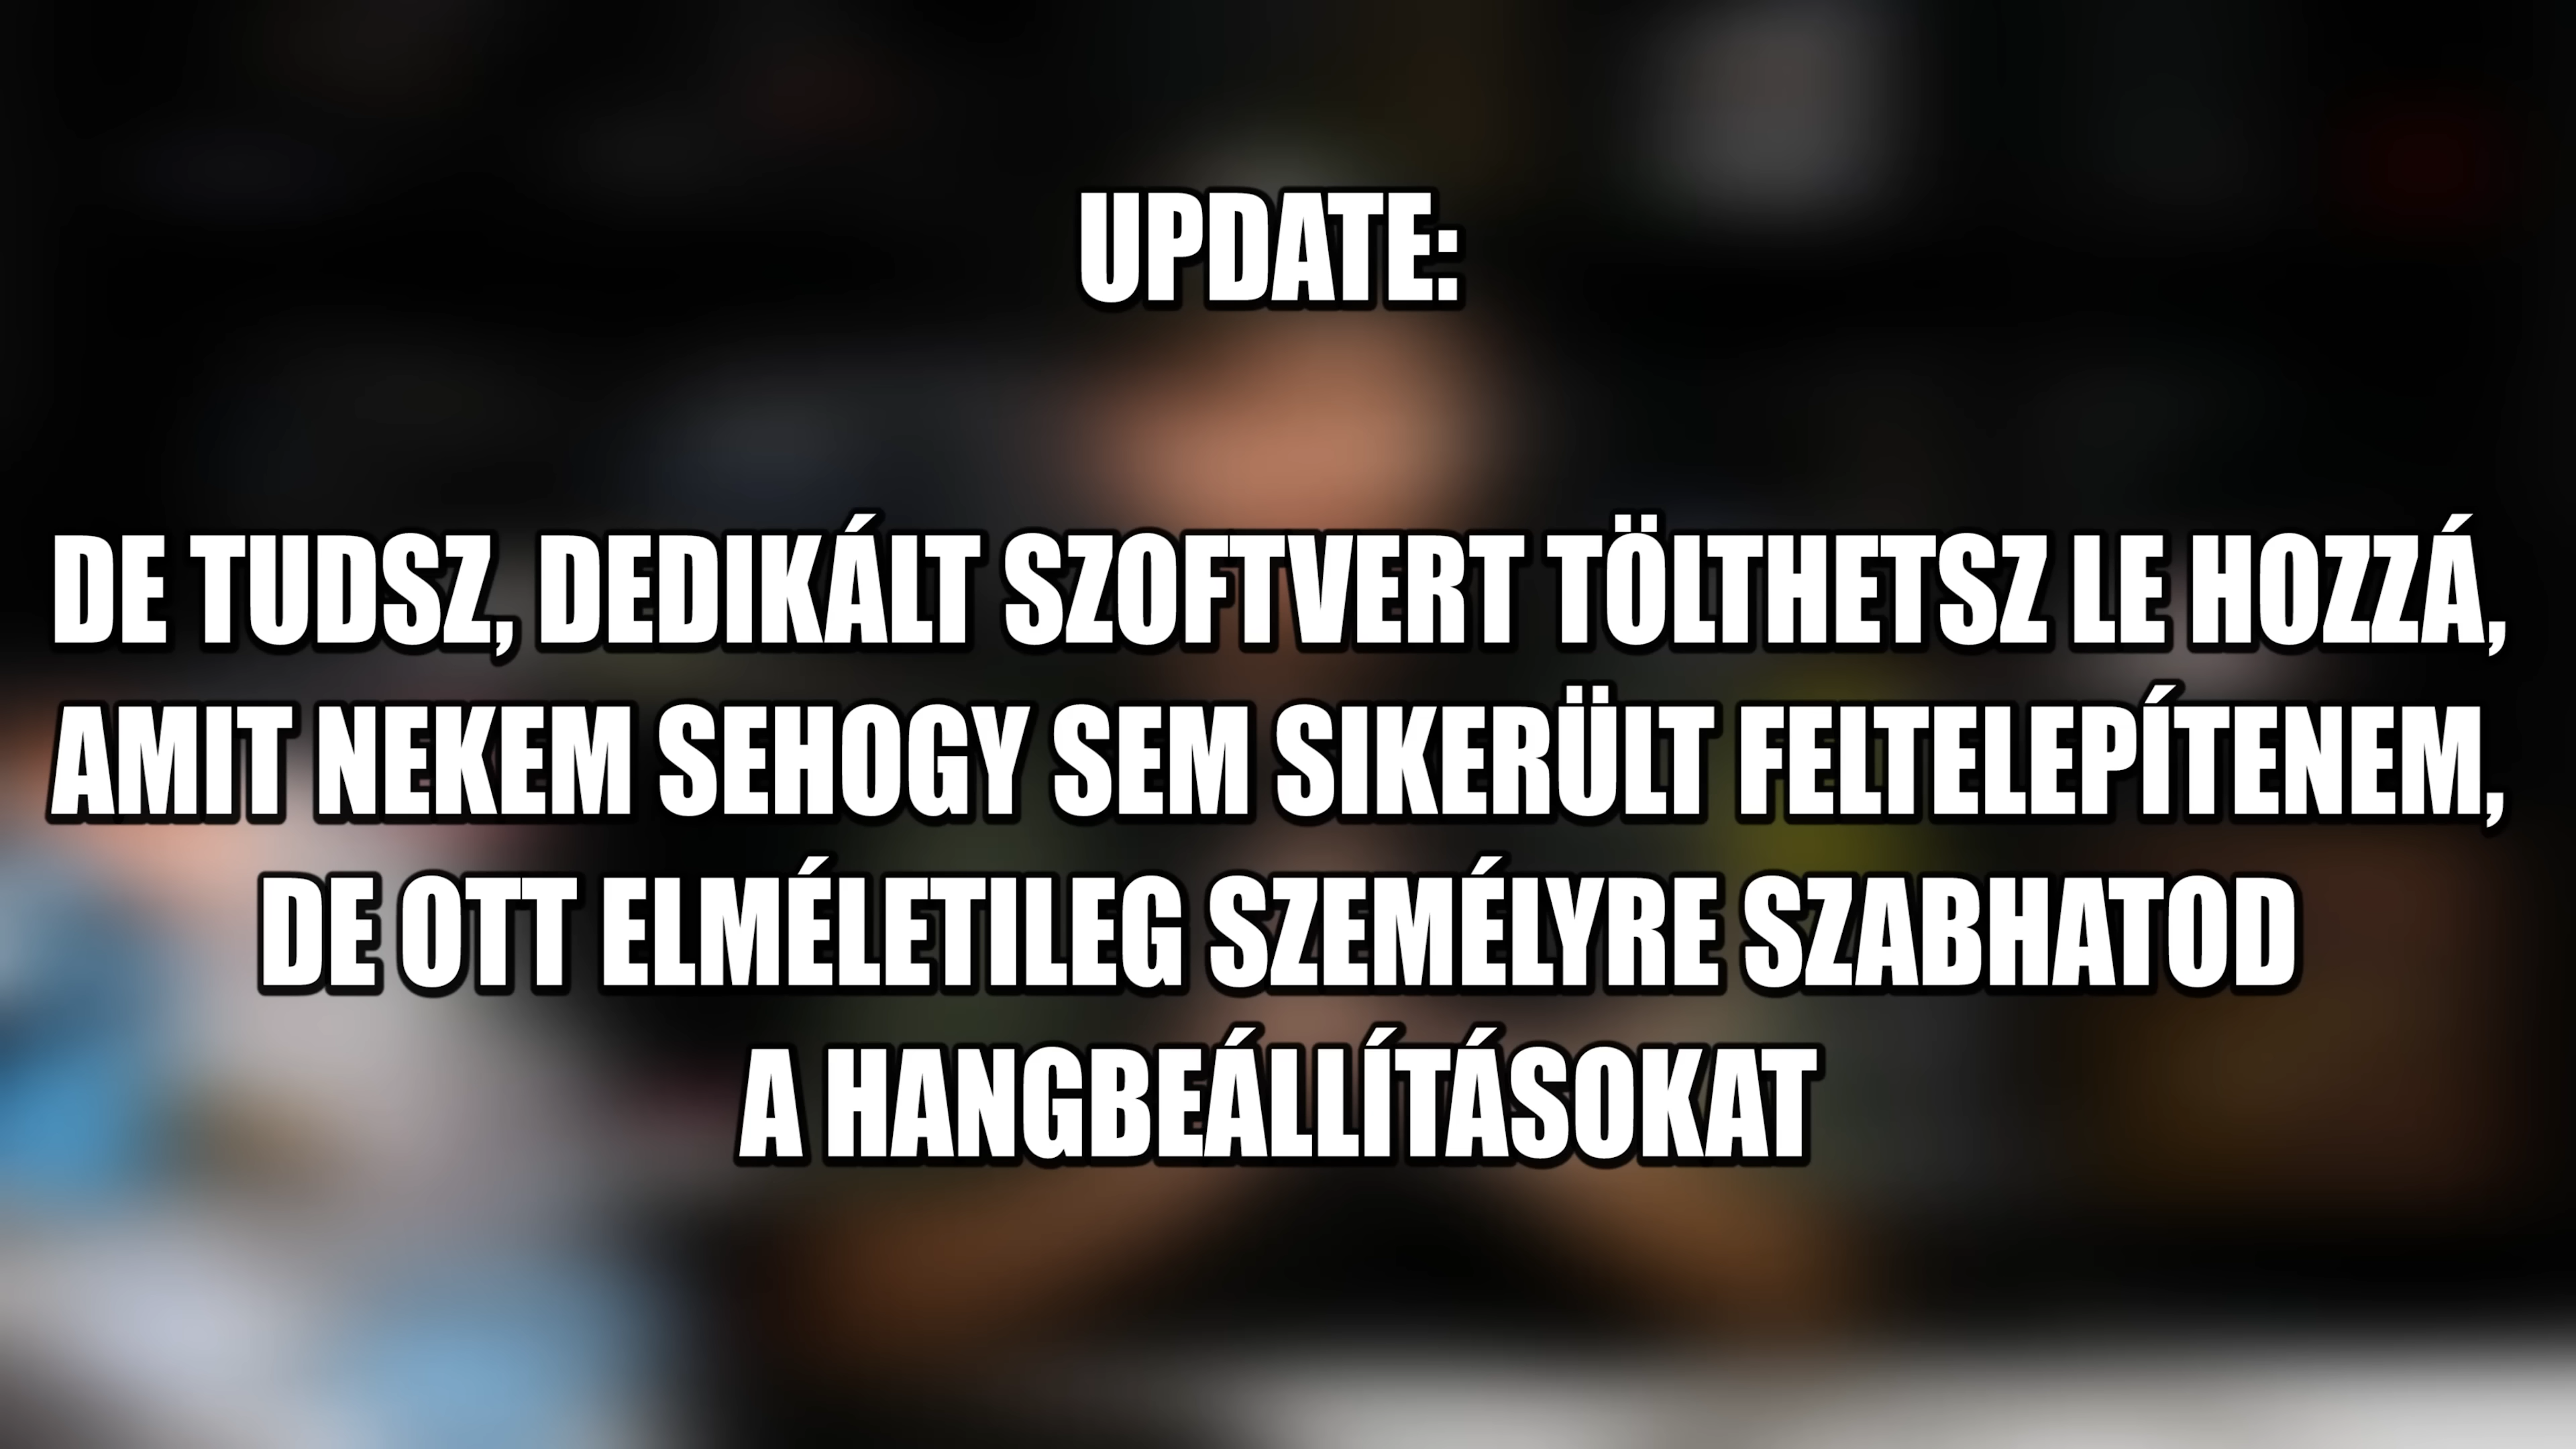 UPDATE:
DE TUDSZ, DEDIKÁLT SZOFTVERT TÖLTHETSZ LE HOZZÁ,
AMIT NEKEM SEHOGY SEM SIKERÜLT FELTELEPÍTENEM,
DE OTT ELMÉLETILEG SZEMÉLYRE SZABHATOD
A HANGBEÁLLÍTÁSOKAT